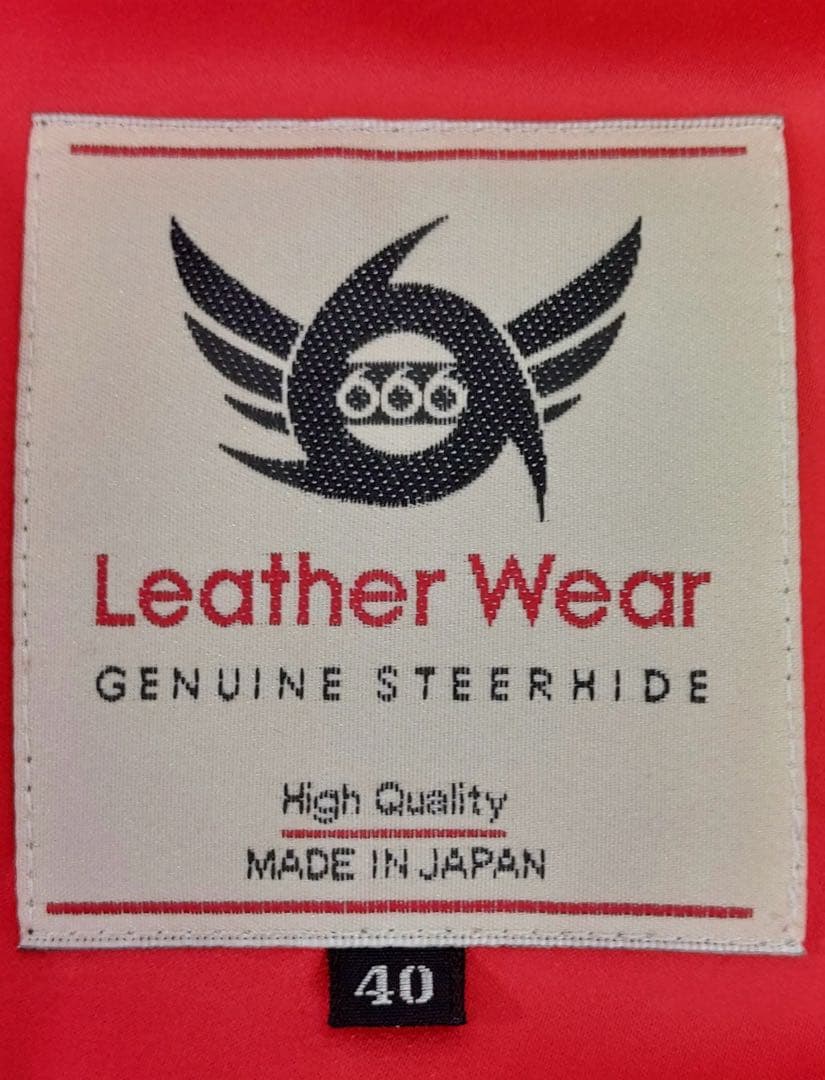 666
Leather Wear
GENUINE STEERHIDE
High Quality
MADE IN JAPAN
40